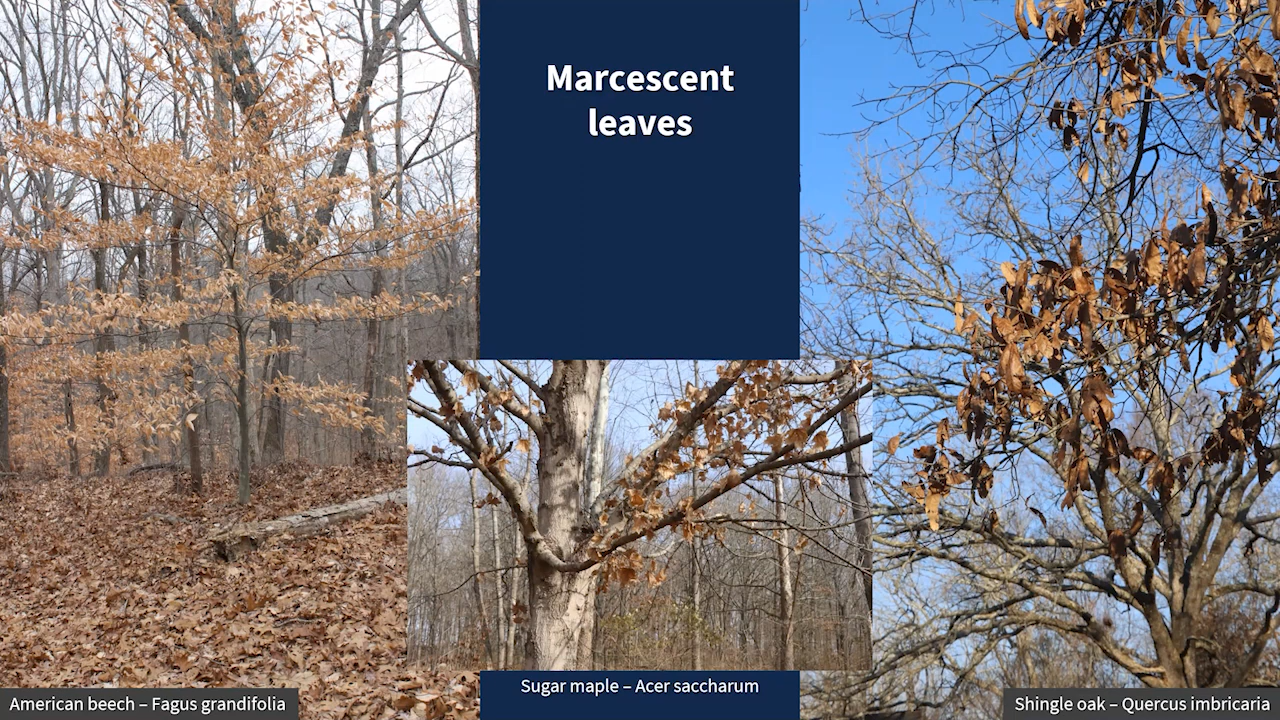 Marcescent
leaves
American beech – Fagus grandifolia
Sugar maple – Acer saccharum
Shingle oak – Quercus imbricaria